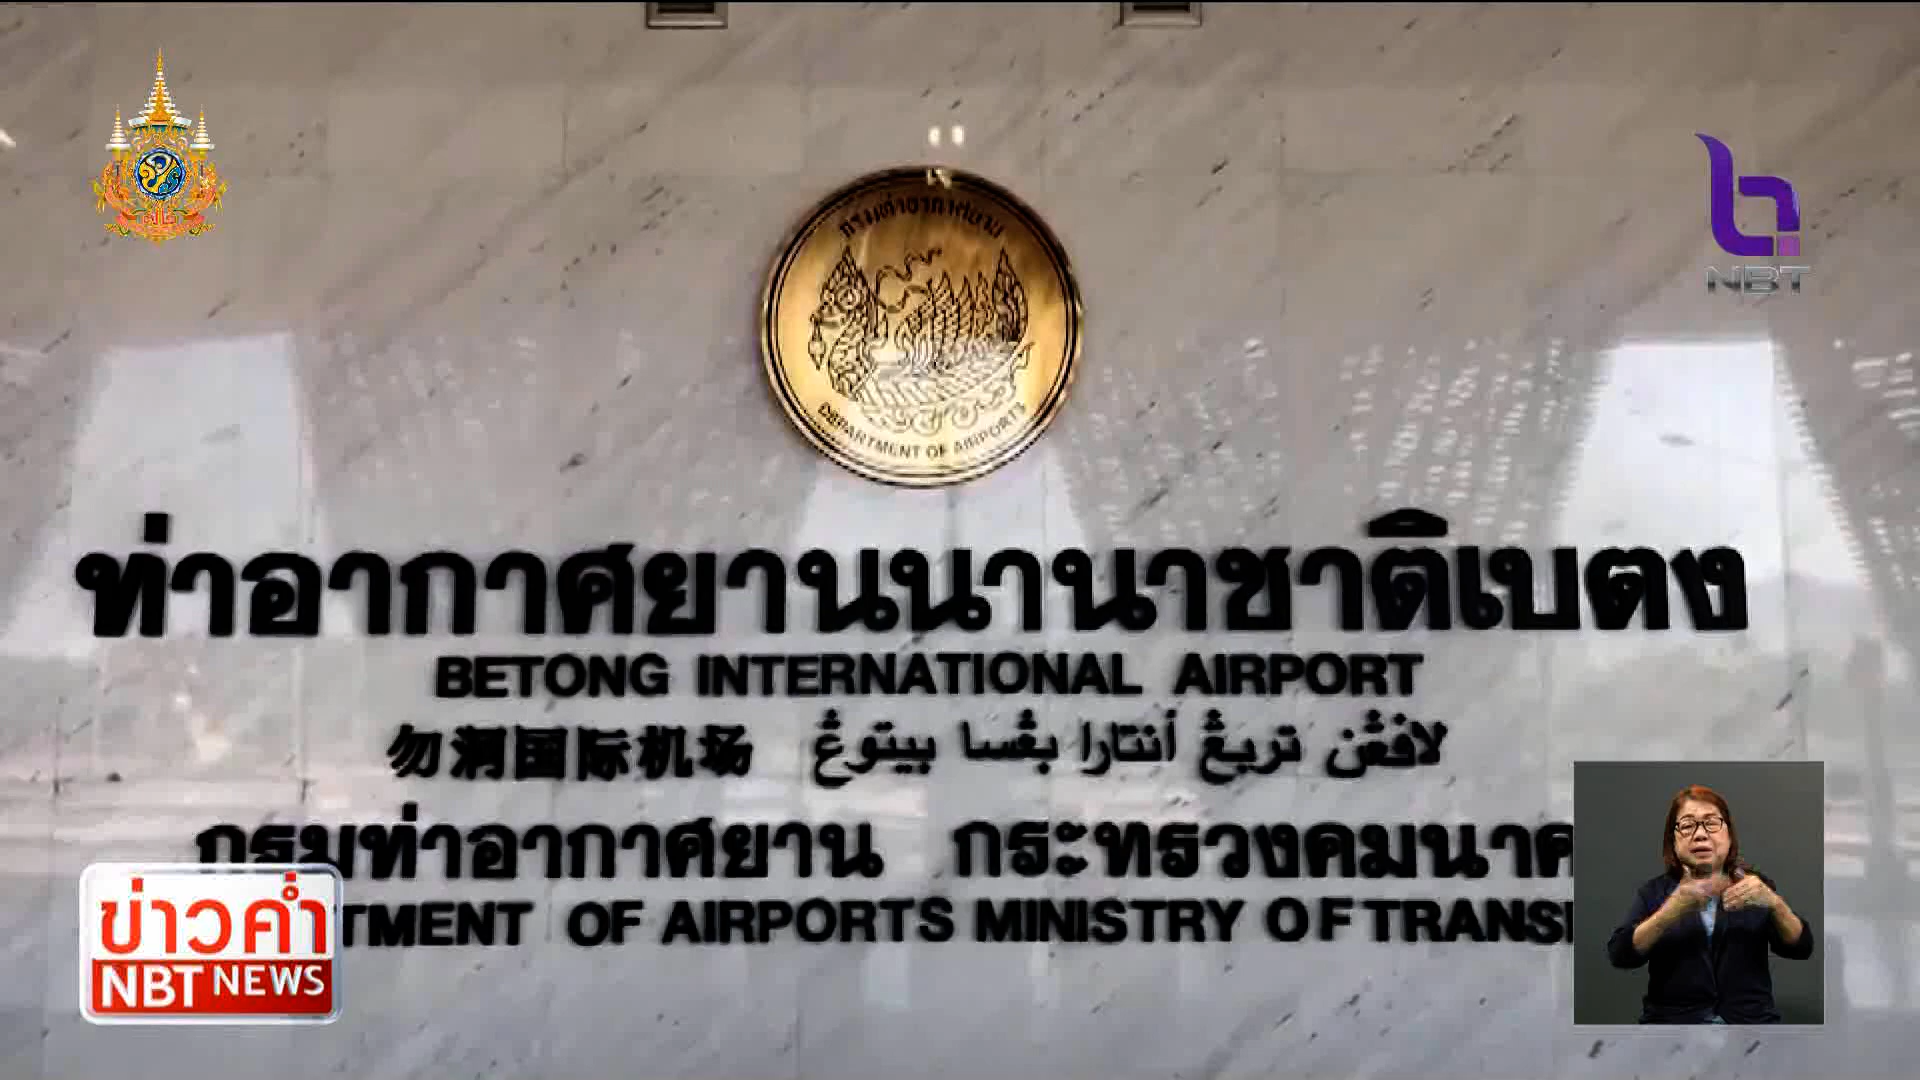 กรมท่าอากาศยาน
DEPARTMENT OF AIRPORTS
NBT
ท่าอากาศยานนานาชาติเบตง
BETONG INTERNATIONAL AIRPORT
勿洞国际机场 لاڤڠن تربڠ أنتارا بڠسا بيتوڠ
กรมท่าอากาศยาน กระทรวงคมนาค
TMENT OF AIRPORTS MINISTRY OF TRANS
ข่าวค่ำ
NBT NEWS